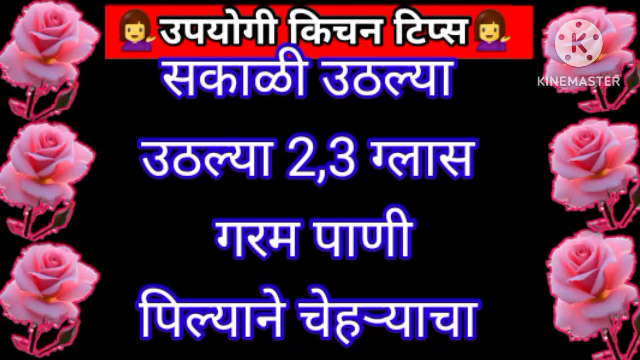 उपयोगी किचन टिप्स
सकाळी उठल्या
उठल्या 2,3 ग्लास
गरम पाणी
पिल्याने चेहऱ्याचा
KINEMASTER